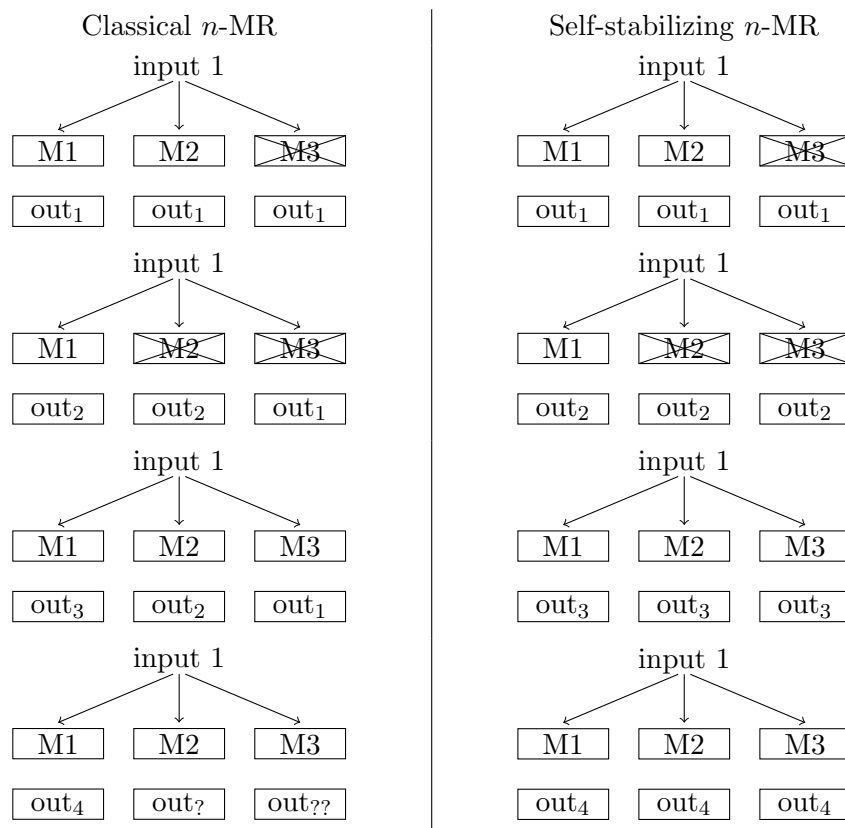 Classical n-MR Self-stabilizing n-MR
input 1 input 1
M1 M2 M3 M1 M2 M3
out₁ out₁ out₁ out₁ out₁ out₁
input 1 input 1
M1 M2 M3 M1 M2 M3
out₂ out₂ out₁ out₂ out₂ out₂
input 1 input 1
M1 M2 M3 M1 M2 M3
out₃ out₂ out₁ out₃ out₃ out₃
input 1 input 1
M1 M2 M3 M1 M2 M3
out₄ out? out?? out₄ out₄ out₄